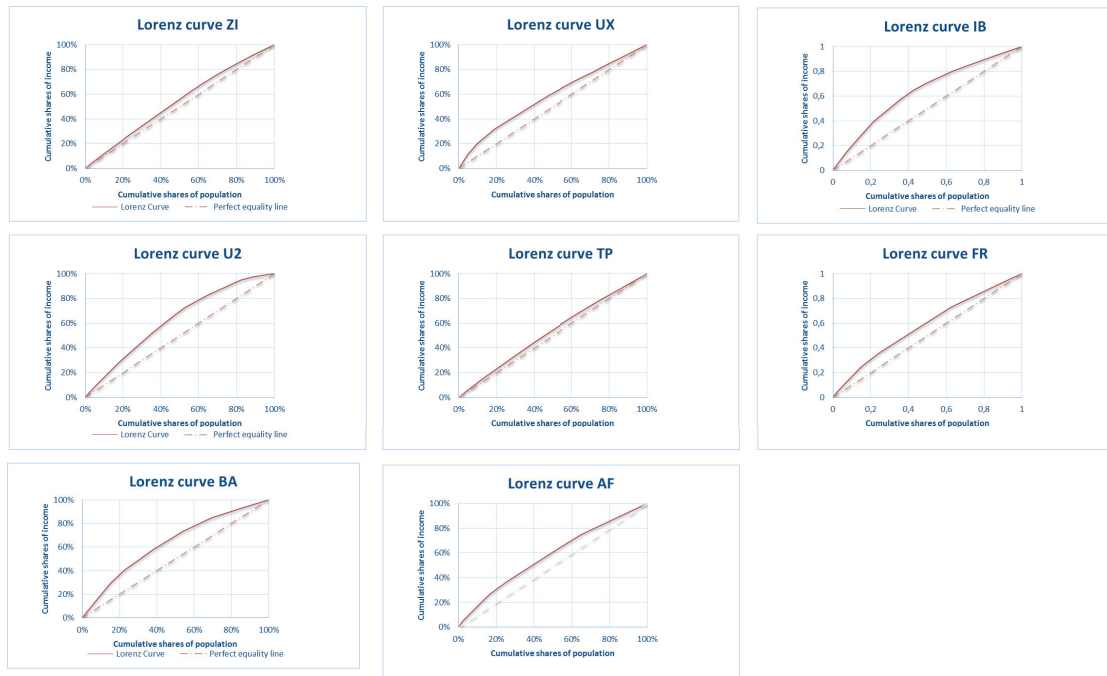 Lorenz curve ZI
Cumulative shares of income
100%
80%
60%
40%
20%
0%
0% 20% 40% 60% 80% 100%
Cumulative shares of population
Lorenz Curve Perfect equality line
Lorenz curve UX
Cumulative shares of income
100%
80%
60%
40%
20%
0%
0% 20% 40% 60% 80% 100%
Cumulative shares of population
Lorenz Curve Perfect equality line
Lorenz curve IB
Cumulative shares of income
1
0,8
0,6
0,4
0,2
0
0 0,2 0,4 0,6 0,8 1
Cumulative shares of population
Lorenz Curve Perfect equality line
Lorenz curve U2
Cumulative shares of income
100%
80%
60%
40%
20%
0%
0% 20% 40% 60% 80% 100%
Cumulative shares of population
Lorenz Curve Perfect equality line
Lorenz curve TP
Cumulative shares of income
100%
80%
60%
40%
20%
0%
0% 20% 40% 60% 80% 100%
Cumulative shares of population
Lorenz curve FR
Cumulative shares of income
1
0,8
0,6
0,4
0,2
0
0 0,2 0,4 0,6 0,8 1
Cumulative shares of population
Lorenz curve BA
Cumulative shares of income
100%
80%
60%
40%
20%
0%
0% 20% 40% 60% 80% 100%
Cumulative shares of population
Lorenz Curve Perfect equality line
Lorenz curve AF
Cumulative shares of income
100%
80%
60%
40%
20%
0%
0% 20% 40% 60% 80% 100%
Cumulative shares of population